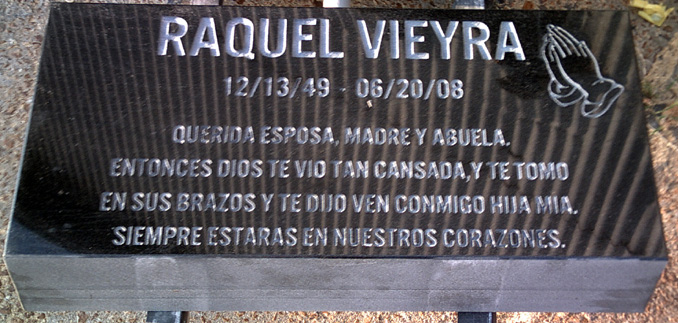 RAQUEL VIEYRA
12/13/49 - 06/20/08
QUERIDA ESPOSA, MADRE Y ABUELA.
ENTONCES DIOS TE VIO TAN CANSADA,Y TE TOMO
EN SUS BRAZOS Y TE DIJO VEN CONMIGO HIJA MIA.
SIEMPRE ESTARAS EN NUESTROS CORAZONES.